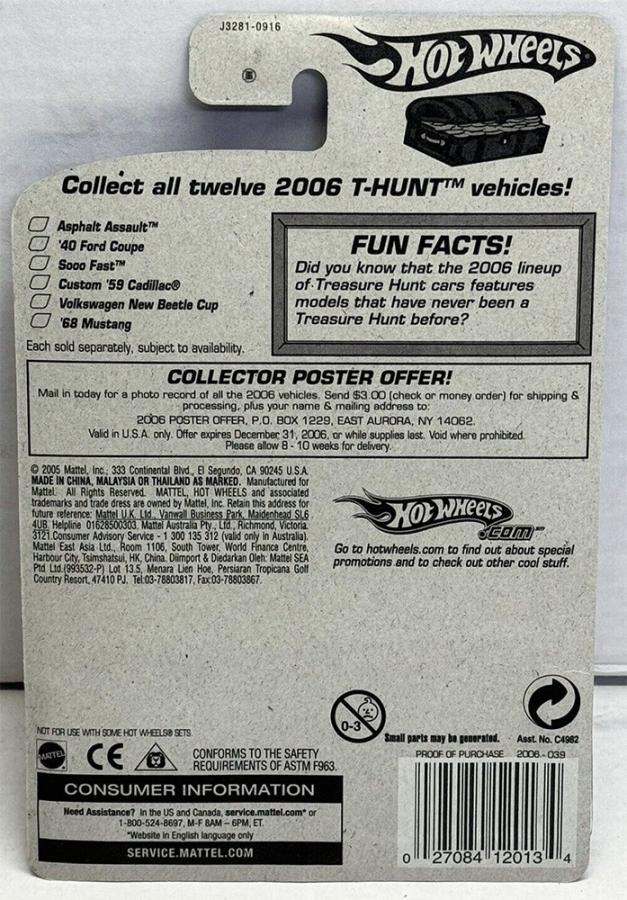 J3281-0916
HOT WHEELS
Collect all twelve 2006 T-HUNT™ vehicles!
Asphalt Assault™
'40 Ford Coupe
Sooo Fast™
Custom '59 Cadillac®
Volkswagen New Beetle Cup
'68 Mustang
Each sold separately, subject to availability.
FUN FACTS!
Did you know that the 2006 lineup
of Treasure Hunt cars features
models that have never been a
Treasure Hunt before?
COLLECTOR POSTER OFFER!
Mail in today for a photo record of all the 2006 vehicles. Send $3.00 (check or money order) for shipping &
processing, plus your name & mailing address to:
2006 POSTER OFFER, P.O. BOX 1229, EAST AURORA, NY 14062.
Valid in U.S.A. only. Offer expires December 31, 2006, or while supplies last. Void where prohibited.
Please allow 8 - 10 weeks for delivery.
© 2005 Mattel, Inc., 333 Continental Blvd., El Segundo, CA 90245 U.S.A.
MADE IN CHINA, MALAYSIA OR THAILAND AS MARKED. Manufactured for
Mattel. All Rights Reserved. MATTEL, HOT WHEELS and associated
trademarks and trade dress are owned by Mattel, Inc. Retain this address for
future reference: Mattel U.K. Ltd., Vanwall Business Park, Maidenhead SL6
4UB. Helpline 01628500303. Mattel Australia Pty., Ltd., Richmond, Victoria.
3121.Consumer Advisory Service - 1 300 135 312 (valid only in Australia).
Mattel East Asia Ltd., Room 1106, South Tower, World Finance Centre,
Harbour City, Tsimshatsui, HK, China. Diimport & Diedarkan Oleh: Mattel SEA
Ptd Ltd.(993532-P) Lot 13.5, Menara Lien Hoe, Persiaran Tropicana Golf
Country Resort, 47410 PJ. Tel:03-78803817, Fax:03-78803867.
HOT WHEELS
.COM™
Go to hotwheels.com to find out about special
promotions and to check out other cool stuff.
0-3
Small parts may be generated.
Asst. No. C4982
NOT FOR USE WITH SOME HOT WHEELS® SETS.
MATTEL
CE
CONFORMS TO THE SAFETY
REQUIREMENTS OF ASTM F963.
PROOF OF PURCHASE 2006 - 039
CONSUMER INFORMATION
Need Assistance? In the US and Canada, service.mattel.com* or
1-800-524-8697, M-F 8AM – 6PM, ET.
*Website in English language only
SERVICE.MATTEL.COM
0 27084 12013 4